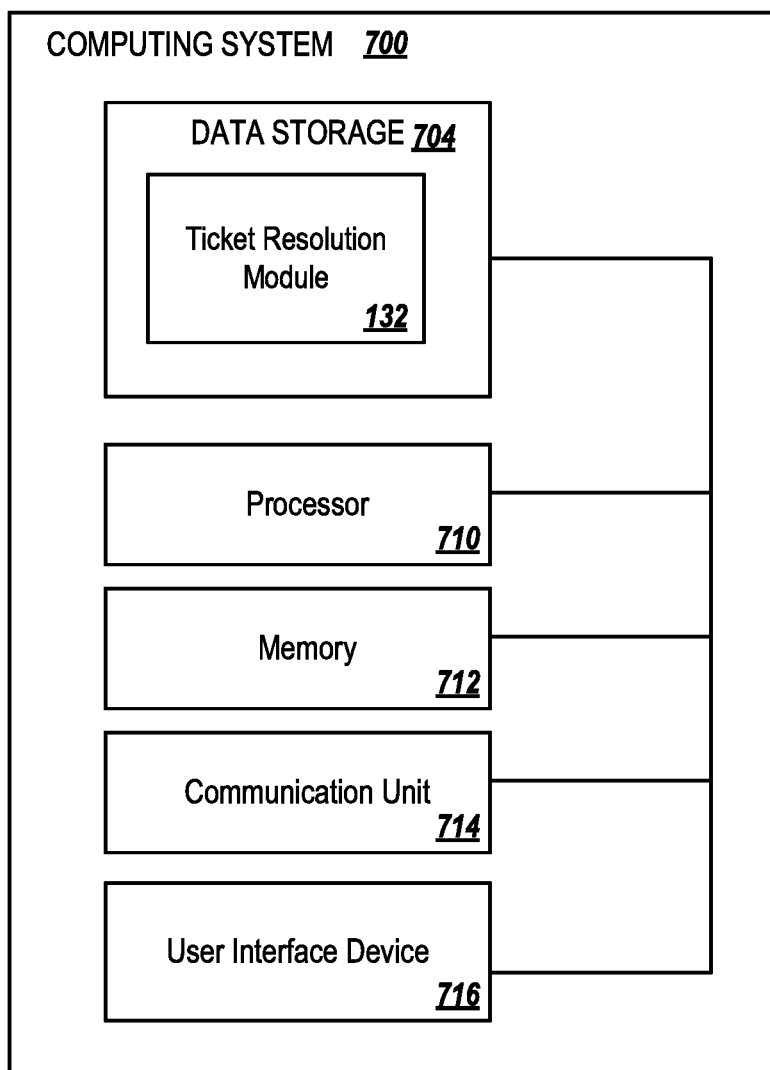 COMPUTING SYSTEM 700
DATA STORAGE 704
Ticket Resolution
Module
132
Processor
710
Memory
712
Communication Unit
714
User Interface Device
716